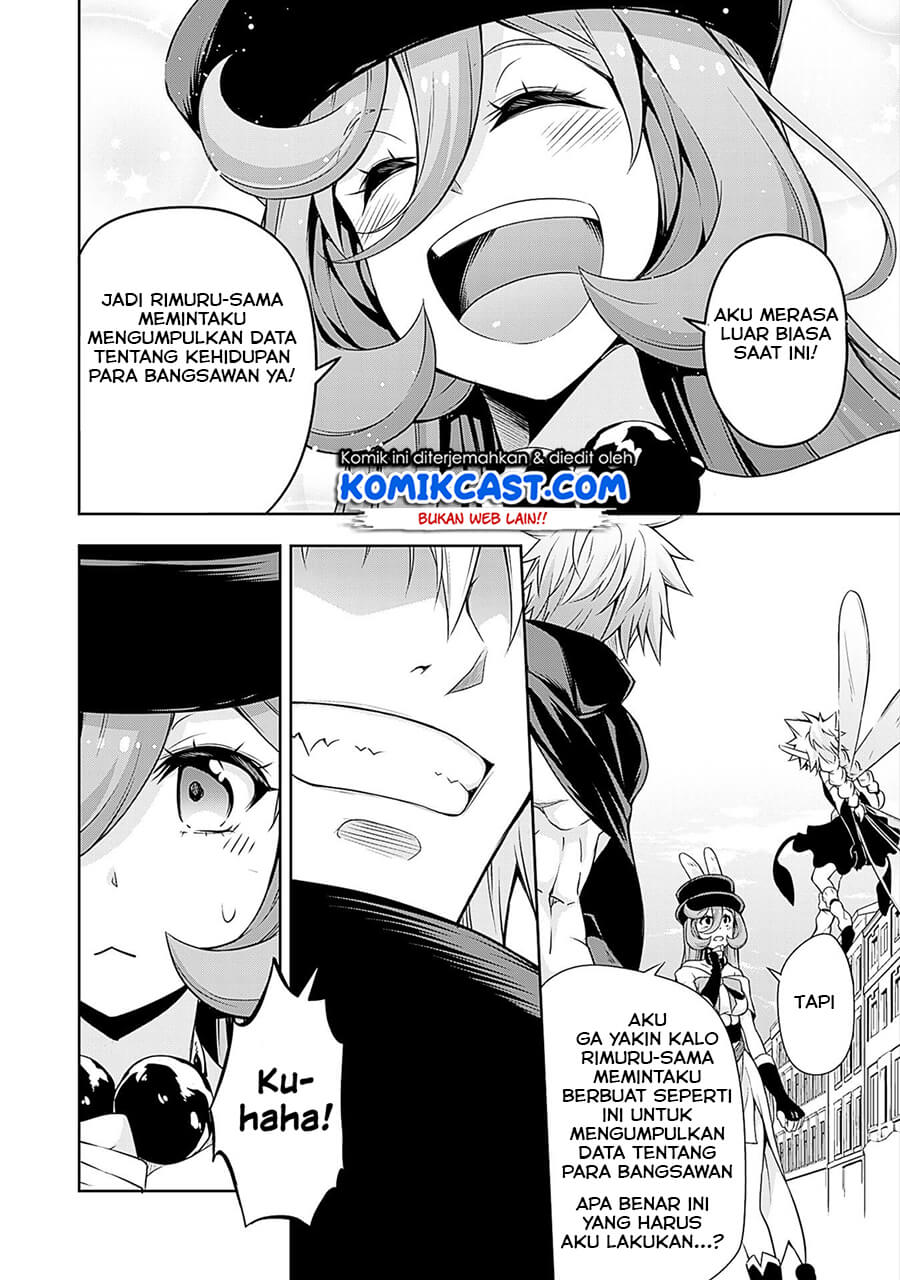 AKU MERASA
LUAR BIASA
SAAT INI!
JADI RIMURU-SAMA
MEMINTAKU
MENGUMPULKAN DATA
TENTANG KEHIDUPAN
PARA BANGSAWAN YA!
Komik ini diterjemahkan & diedit oleh
KOMIKCAST.COM
BUKAN WEB LAIN!!
TAPI
AKU
GA YAKIN KALO
RIMURU-SAMA
MEMINTAKU
BERBUAT SEPERTI
INI UNTUK
MENGUMPULKAN
DATA TENTANG
PARA BANGSAWAN
APA BENAR INI
YANG HARUS
AKU LAKUKAN...?
Ku-
haha!